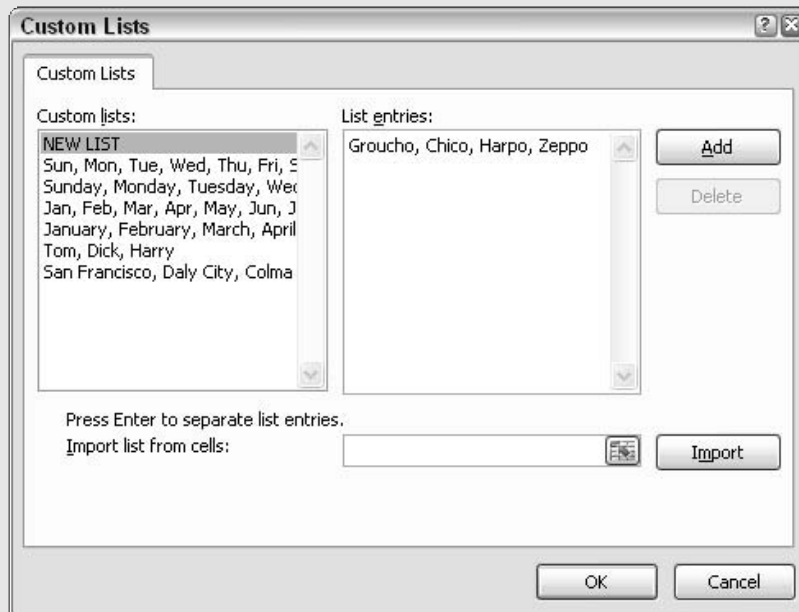 Custom Lists
Custom Lists
Custom lists:
NEW LIST
Sun, Mon, Tue, Wed, Thu, Fri, S
Sunday, Monday, Tuesday, Wed
Jan, Feb, Mar, Apr, May, Jun, J
January, February, March, April
Tom, Dick, Harry
San Francisco, Daly City, Colma
List entries:
Groucho, Chico, Harpo, Zeppo
Add
Delete
Press Enter to separate list entries.
Import list from cells:
Import
OK
Cancel